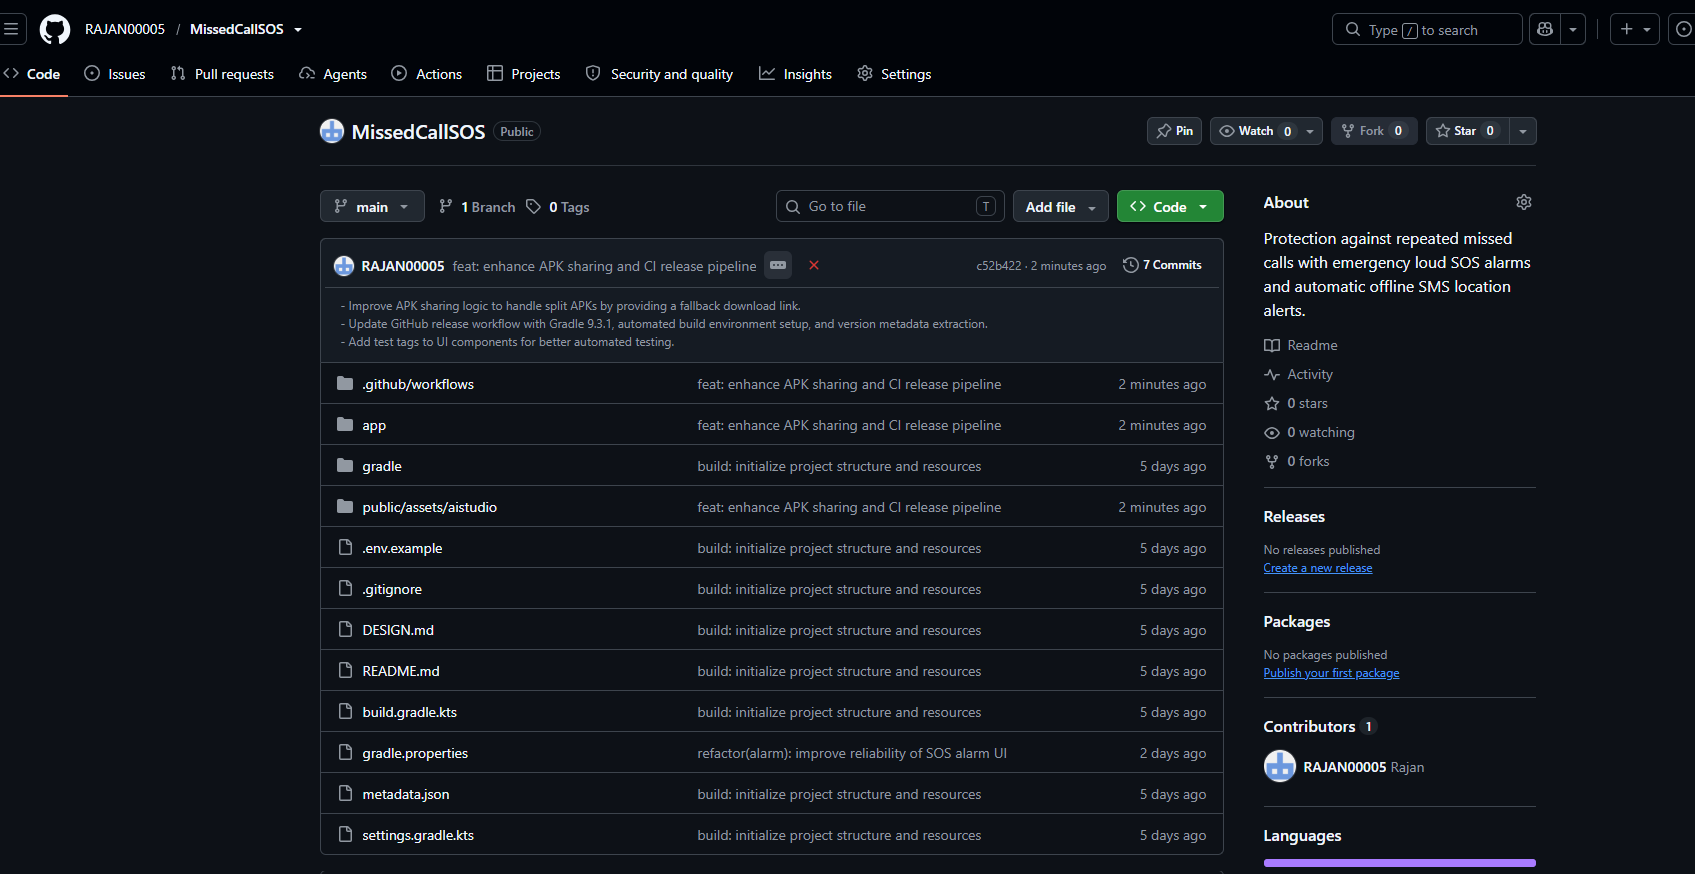 RAJAN00005 / MissedCallSOS
Type / to search
Code
Issues
Pull requests
Agents
Actions
Projects
Security and quality
Insights
Settings
MissedCallSOS Public
Pin
Watch 0
Fork 0
Star 0
main
1 Branch
0 Tags
Go to file T
Add file
Code
RAJAN00005 feat: enhance APK sharing and CI release pipeline
c52b422 · 2 minutes ago
7 Commits
- Improve APK sharing logic to handle split APKs by providing a fallback download link.
- Update GitHub release workflow with Gradle 9.3.1, automated build environment setup, and version metadata extraction.
- Add test tags to UI components for better automated testing.
.github/workflows feat: enhance APK sharing and CI release pipeline 2 minutes ago
app feat: enhance APK sharing and CI release pipeline 2 minutes ago
gradle build: initialize project structure and resources 5 days ago
public/assets/aistudio feat: enhance APK sharing and CI release pipeline 2 minutes ago
.env.example build: initialize project structure and resources 5 days ago
.gitignore build: initialize project structure and resources 5 days ago
DESIGN.md build: initialize project structure and resources 5 days ago
README.md build: initialize project structure and resources 5 days ago
build.gradle.kts build: initialize project structure and resources 5 days ago
gradle.properties refactor(alarm): improve reliability of SOS alarm UI 2 days ago
metadata.json build: initialize project structure and resources 5 days ago
settings.gradle.kts build: initialize project structure and resources 5 days ago
About
Protection against repeated missed
calls with emergency loud SOS alarms
and automatic offline SMS location
alerts.
Readme
Activity
0 stars
0 watching
0 forks
Releases
No releases published
Create a new release
Packages
No packages published
Publish your first package
Contributors 1
RAJAN00005 Rajan
Languages